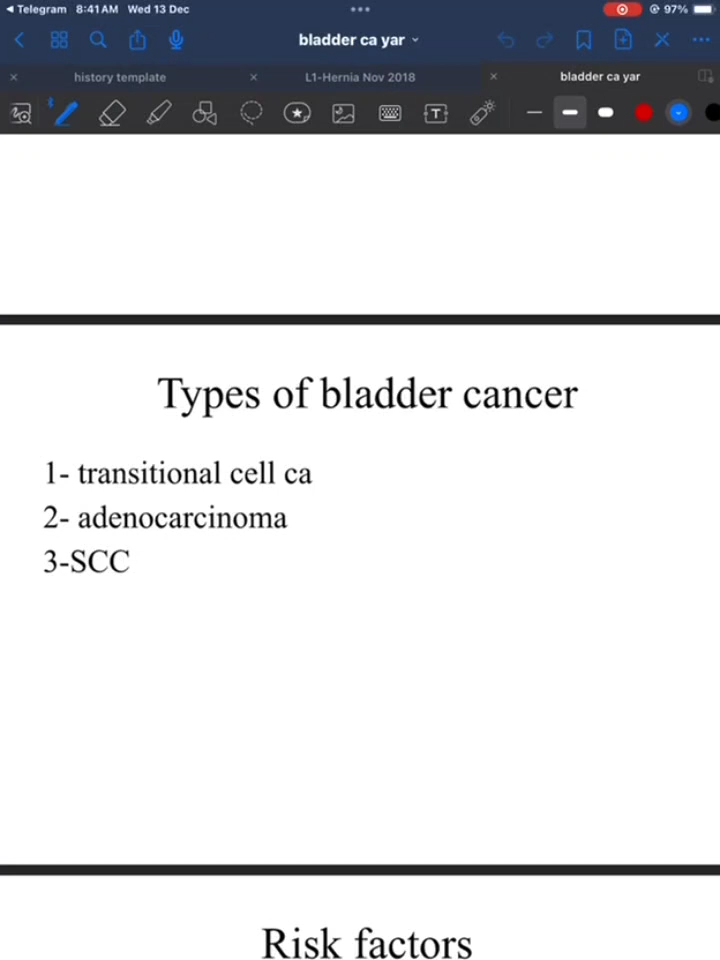 Telegram 8:41 AM Wed 13 Dec 97%
bladder ca yar
history template L1-Hernia Nov 2018 bladder ca yar
T
Types of bladder cancer
1- transitional cell ca
2- adenocarcinoma
3-SCC
Risk factors